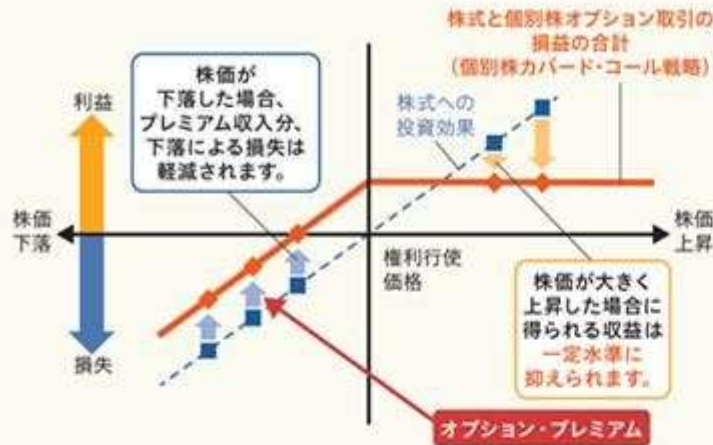 株式と個別株オプション取引の
損益の合計
（個別株カバード・コール戦略）
株価が
下落した場合、
プレミアム収入分、
下落による損失は
軽減されます。
利益
株式への
投資効果
株価
下落
株価
上昇
権利行使
価格
株価が大きく
上昇した場合に
得られる収益は
一定水準に
抑えられます。
損失
オプション・プレミアム